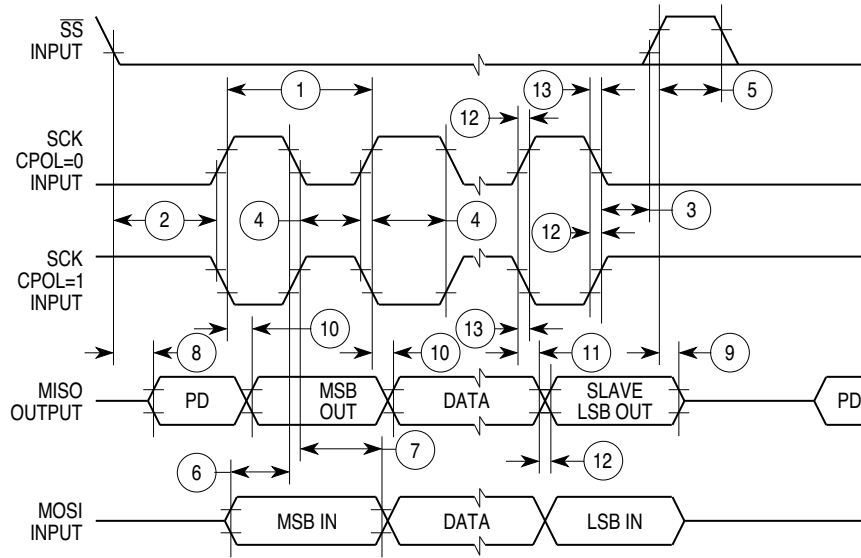 SS
INPUT
1
13
5
12
SCK
CPOL=0
INPUT
2
4
4
3
12
SCK
CPOL=1
INPUT
8
10
13
10
11
9
MISO
OUTPUT
PD
MSB
OUT
DATA
SLAVE
LSB OUT
PD
6
7
12
MOSI
INPUT
MSB IN
DATA
LSB IN